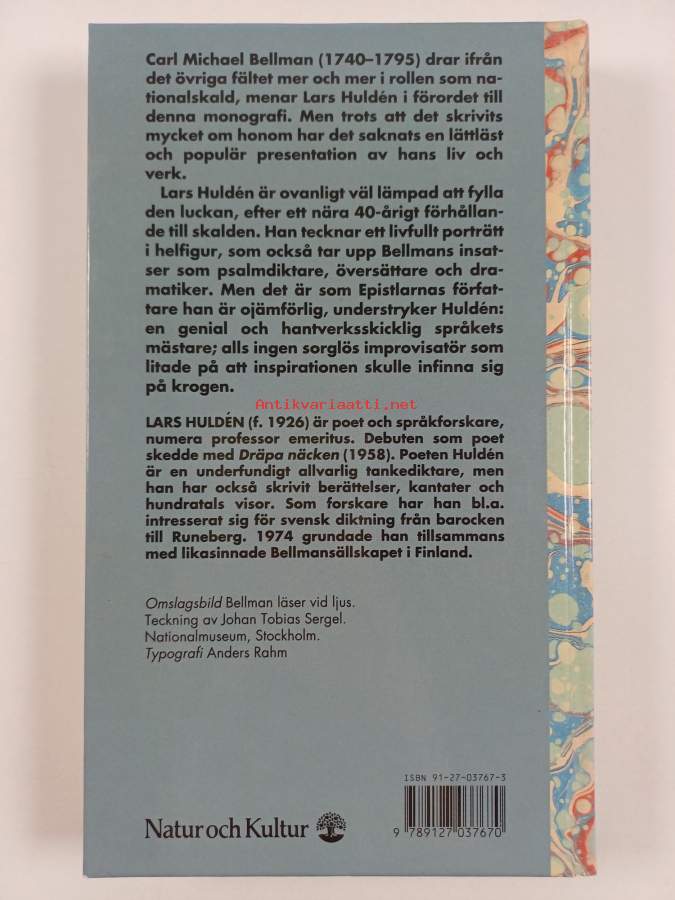 Carl Michael Bellman (1740–1795) drar ifrån
det övriga fältet mer och mer i rollen som na-
tionalskald, menar Lars Huldén i förordet till
denna monografi. Men trots att det skrivits
mycket om honom har det saknats en lättläst
och populär presentation av hans liv och
verk.
Lars Huldén är ovanligt väl lämpad att fylla
den luckan, efter ett nära 40-årigt förhållan-
de till skalden. Han tecknar ett livfullt porträtt
i helfigur, som också tar upp Bellmans insat-
ser som psalmdiktare, översättare och dra-
matiker. Men det är som Epistlarnas förfat-
tare han är ojämförlig, understryker Huldén:
en genial och hantverksskicklig språkets
mästare; alls ingen sorglös improvisatör som
litade på att inspirationen skulle infinna sig
på krogen.
Antikvariaatti.net
LARS HULDÉN (f. 1926) är poet och språkforskare,
numera professor emeritus. Debuten som poet
skedde med Dräpa näcken (1958). Poeten Huldén
är en underfundigt allvarlig tankediktare, men
han har också skrivit berättelser, kantater och
hundratals visor. Som forskare har han bl.a.
intresserat sig för svensk diktning från barocken
till Runeberg. 1974 grundade han tillsammans
med likasinnade Bellmansällskapet i Finland.
Omslagsbild Bellman läser vid ljus.
Teckning av Johan Tobias Sergel.
Nationalmuseum, Stockholm.
Typografi Anders Rahm
ISBN 91-27-03767-3
9 789127 037670
Natur och Kultur